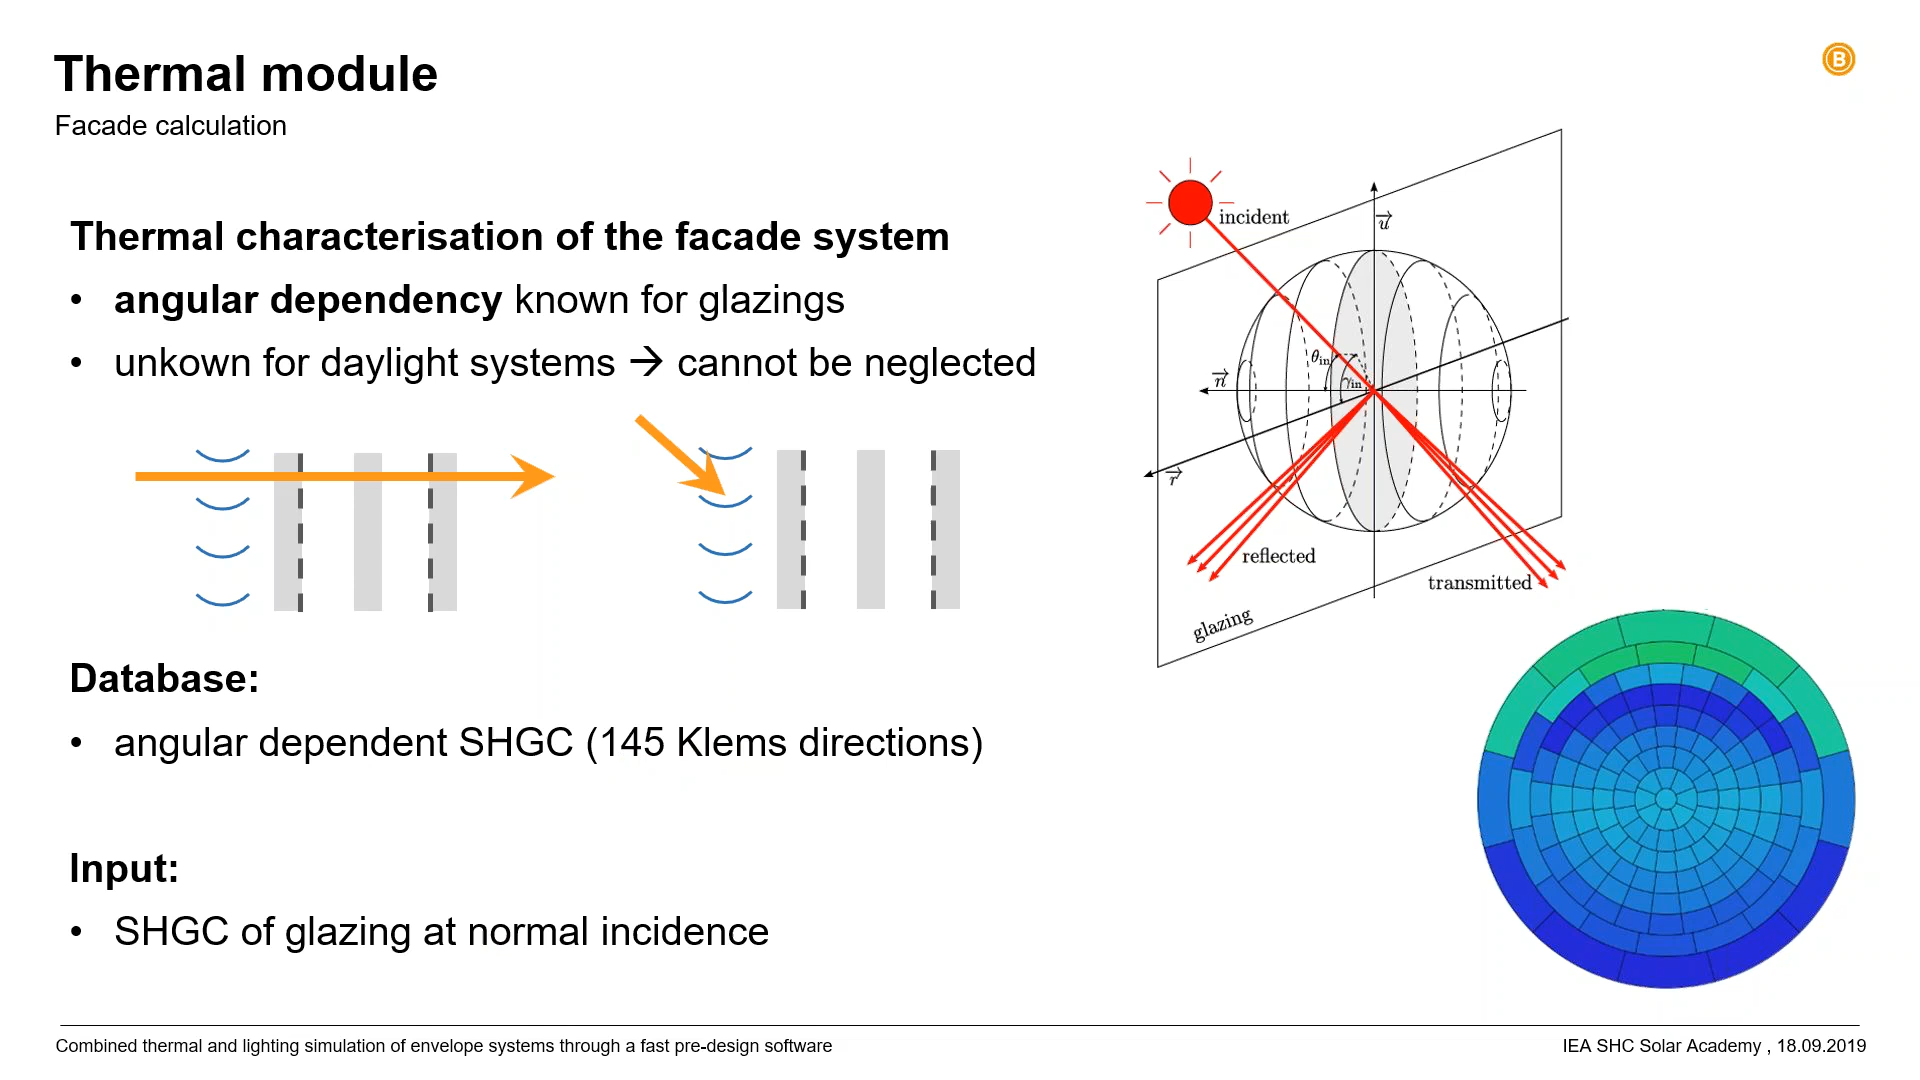 Thermal module
Facade calculation
B
Thermal characterisation of the facade system
• angular dependency known for glazings
• unkown for daylight systems → cannot be neglected
incident
u
θin
γin
n
r
reflected
transmitted
glazing
Database:
• angular dependent SHGC (145 Klems directions)
Input:
• SHGC of glazing at normal incidence
Combined thermal and lighting simulation of envelope systems through a fast pre-design software
IEA SHC Solar Academy , 18.09.2019